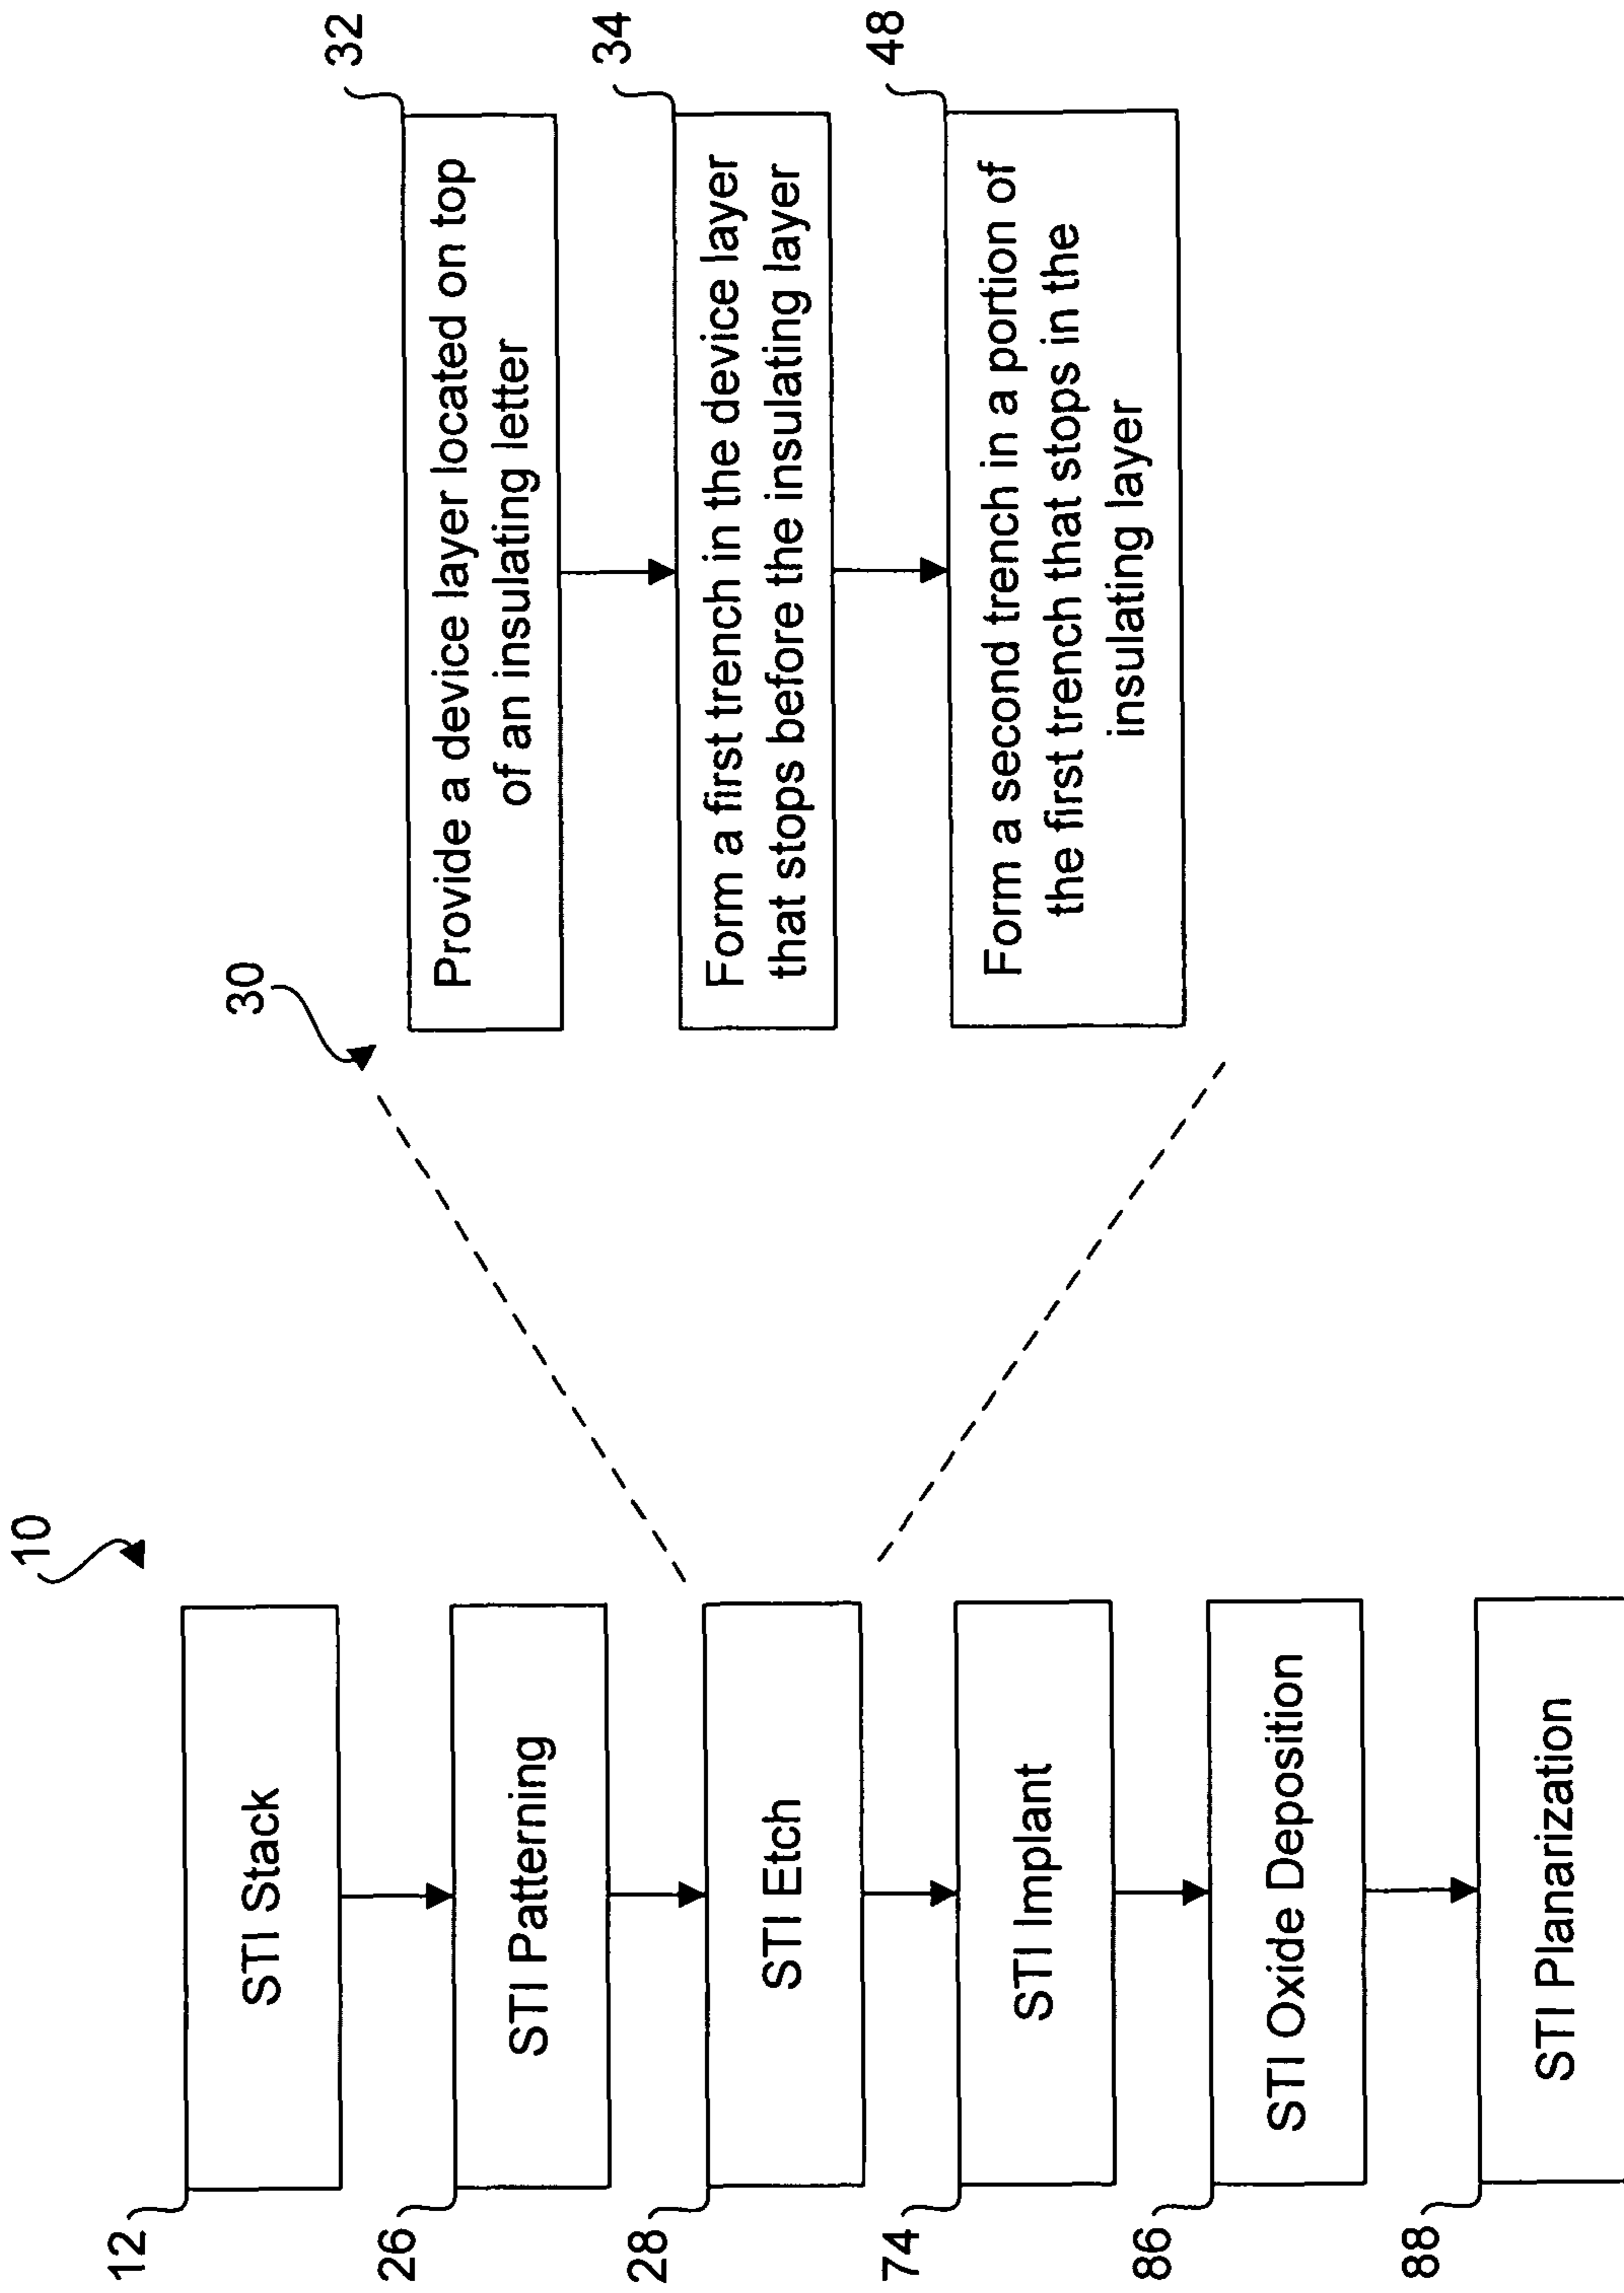 10
12
STI Stack
26
STI Patterning
28
STI Etch
74
STI Implant
86
STI Oxide Deposition
88
STI Planarization
30
32
Provide a device layer located on top
of an insulating letter
34
Form a first trench in the device layer
that stops before the insulating layer
48
Form a second trench in a portion of
the first trench that stops in the
insulating layer